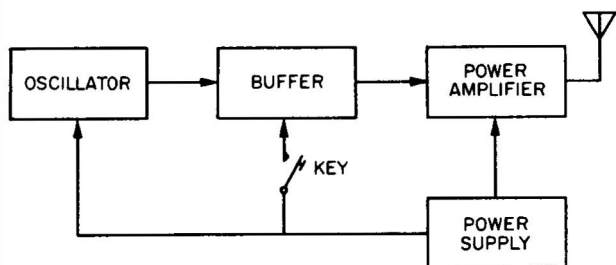 OSCILLATOR
BUFFER
POWER
AMPLIFIER
KEY
POWER
SUPPLY